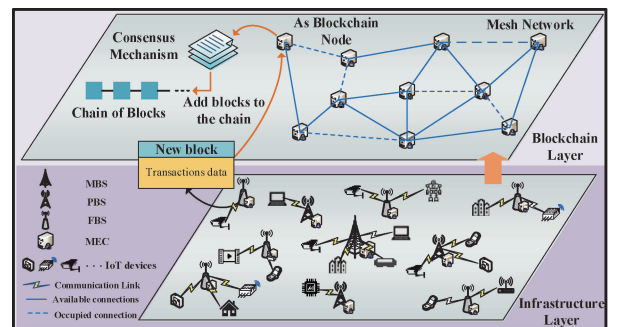 Consensus
Mechanism
As Blockchain
Node
Mesh Network
Chain of Blocks
Add blocks to
the chain
Blockchain
Layer
New block
Transactions data
MBS
PBS
FBS
MEC
· · · IoT devices
Communication Link
Available connections
Occupied connection
Infrastructure
Layer